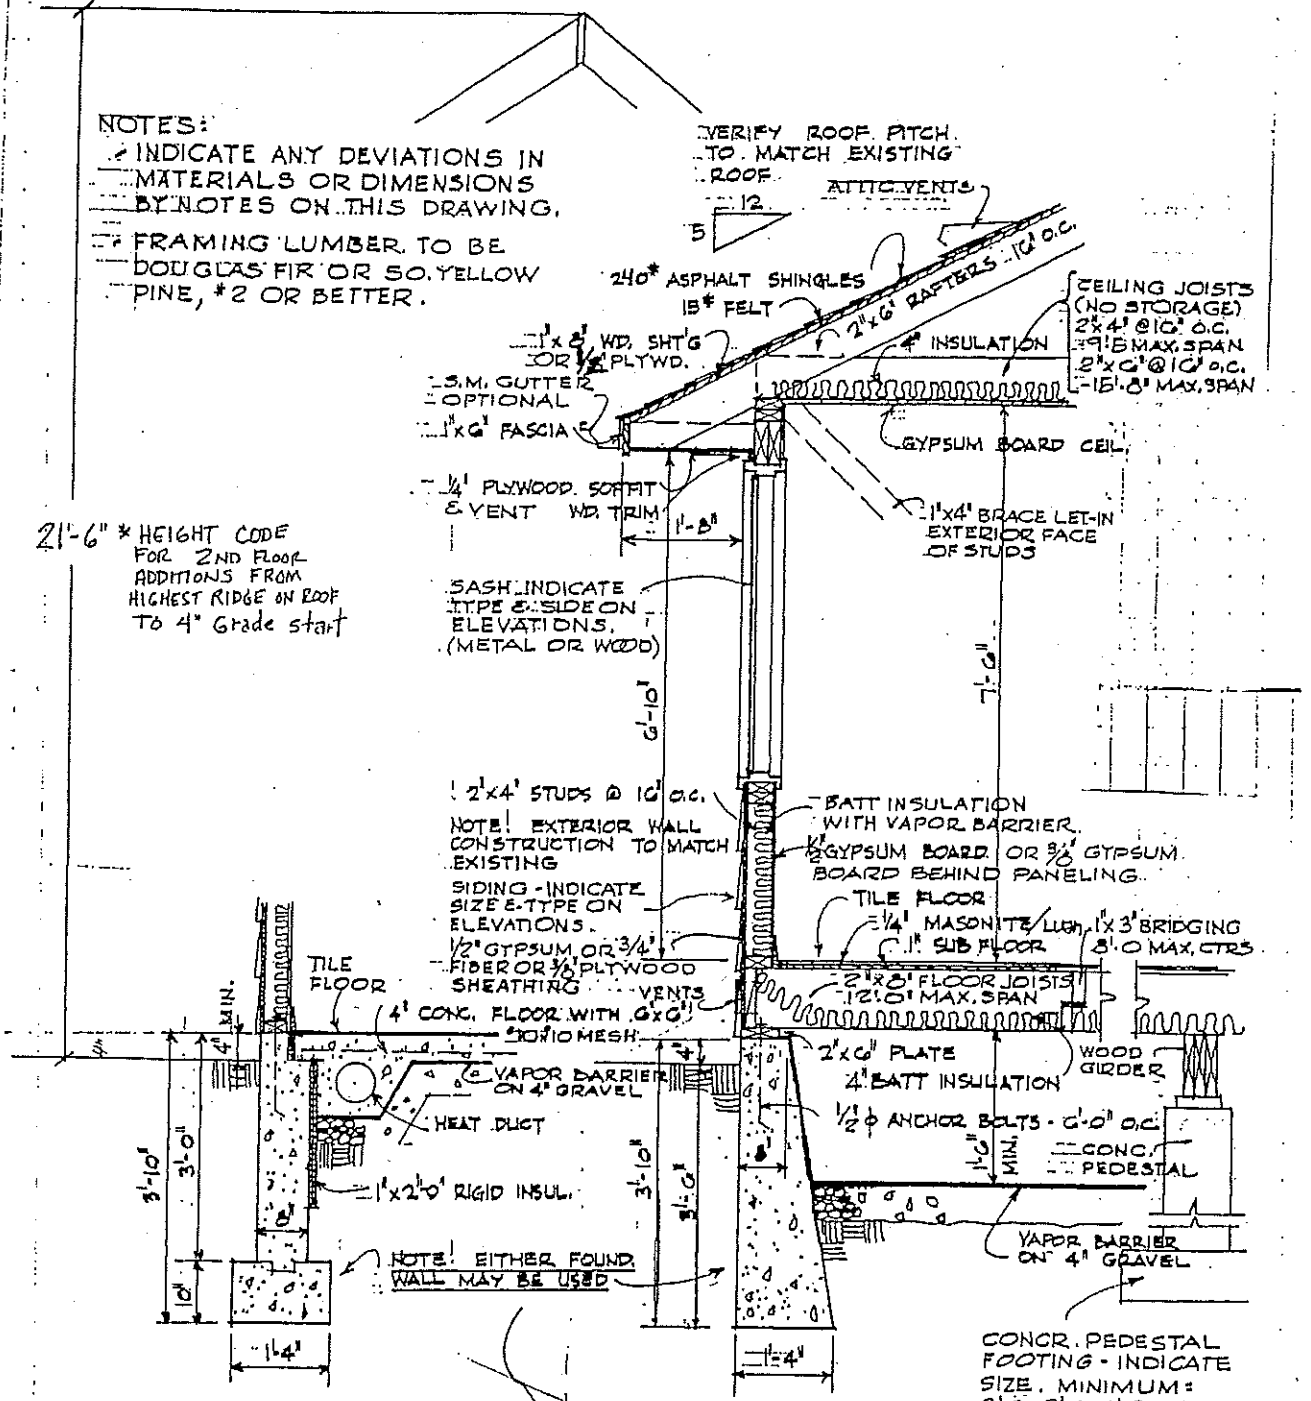 NOTES:
INDICATE ANY DEVIATIONS IN
MATERIALS OR DIMENSIONS
BY NOTES ON THIS DRAWING.
FRAMING LUMBER TO BE
DOUGLAS FIR OR SO. YELLOW
PINE, #2 OR BETTER.
VERIFY ROOF PITCH
TO MATCH EXISTING
ROOF
ATTIC VENTS
12
5
240# ASPHALT SHINGLES
15# FELT
2"x6" RAFTERS - 16" O.C.
1"x8" WD. SHT'G
OR PLYWD.
S.M. GUTTER
OPTIONAL
1"x6" FASCIA
4" INSULATION
CEILING JOISTS
(NO STORAGE)
2"x4" @ 16" O.C.
MAX. SPAN
2"x6" @ 16" O.C.
15'-8" MAX. SPAN
GYPSUM BOARD CEIL.
1/4" PLYWOOD SOFFIT
& VENT WD. TRIM
1'-8"
1"x4" BRACE LET-IN
EXTERIOR FACE
OF STUDS
21'-6" * HEIGHT CODE
FOR 2ND FLOOR
ADDITIONS FROM
HIGHEST RIDGE ON ROOF
TO 4" Grade start
SASH INDICATE
TYPE & SIDE ON
ELEVATIONS.
(METAL OR WOOD)
6'-10"
7'-6"
2"x4" STUDS @ 16" O.C.
NOTE! EXTERIOR WALL
CONSTRUCTION TO MATCH
EXISTING
SIDING - INDICATE
SIZE & TYPE ON
ELEVATIONS.
1/2" GYPSUM OR 3/4"
FIBER OR 3/8" PLYWOOD
SHEATHING
VENTS
BATT INSULATION
WITH VAPOR BARRIER.
1/2" GYPSUM BOARD OR 3/8" GYPSUM
BOARD BEHIND PANELING.
TILE FLOOR
1/4" MASONITE/
1" SUB FLOOR
1"x3" BRIDGING
8'-0 MAX. CTRS
2"x8" FLOOR JOISTS
12'-0" MAX. SPAN
TILE
FLOOR
4" MIN.
4" CONC. FLOOR WITH 6"x6"
10/10 MESH
4"
4"
2"x6" PLATE
4" BATT INSULATION
WOOD
GIRDER
VAPOR BARRIER
ON 4" GRAVEL
HEAT DUCT
1/2" ϕ ANCHOR BOLTS - 6'-0" O.C.
CONC.
PEDESTAL
1'-6" MIN.
3'-10"
3'-0"
8"
1"x2'-0" RIGID INSUL.
3'-10"
3'-6"
8"
VAPOR BARRIER
ON 4" GRAVEL
NOTE! EITHER FOUND.
WALL MAY BE USED
10"
1'-4"
1'-4"
CONCR. PEDESTAL
FOOTING - INDICATE
SIZE. MINIMUM: